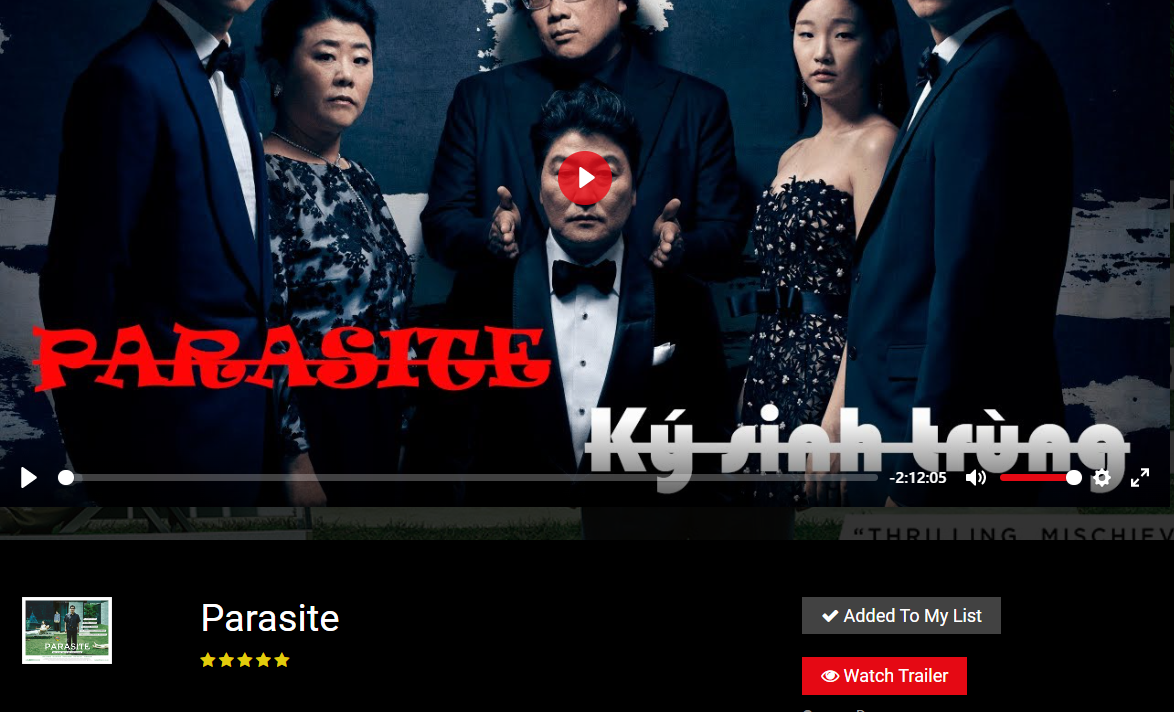 PARASITE
Ký sinh trùng
-2:12:05
"THRILLING MISCHIEV
PARASITE
Parasite
Added To My List
Watch Trailer